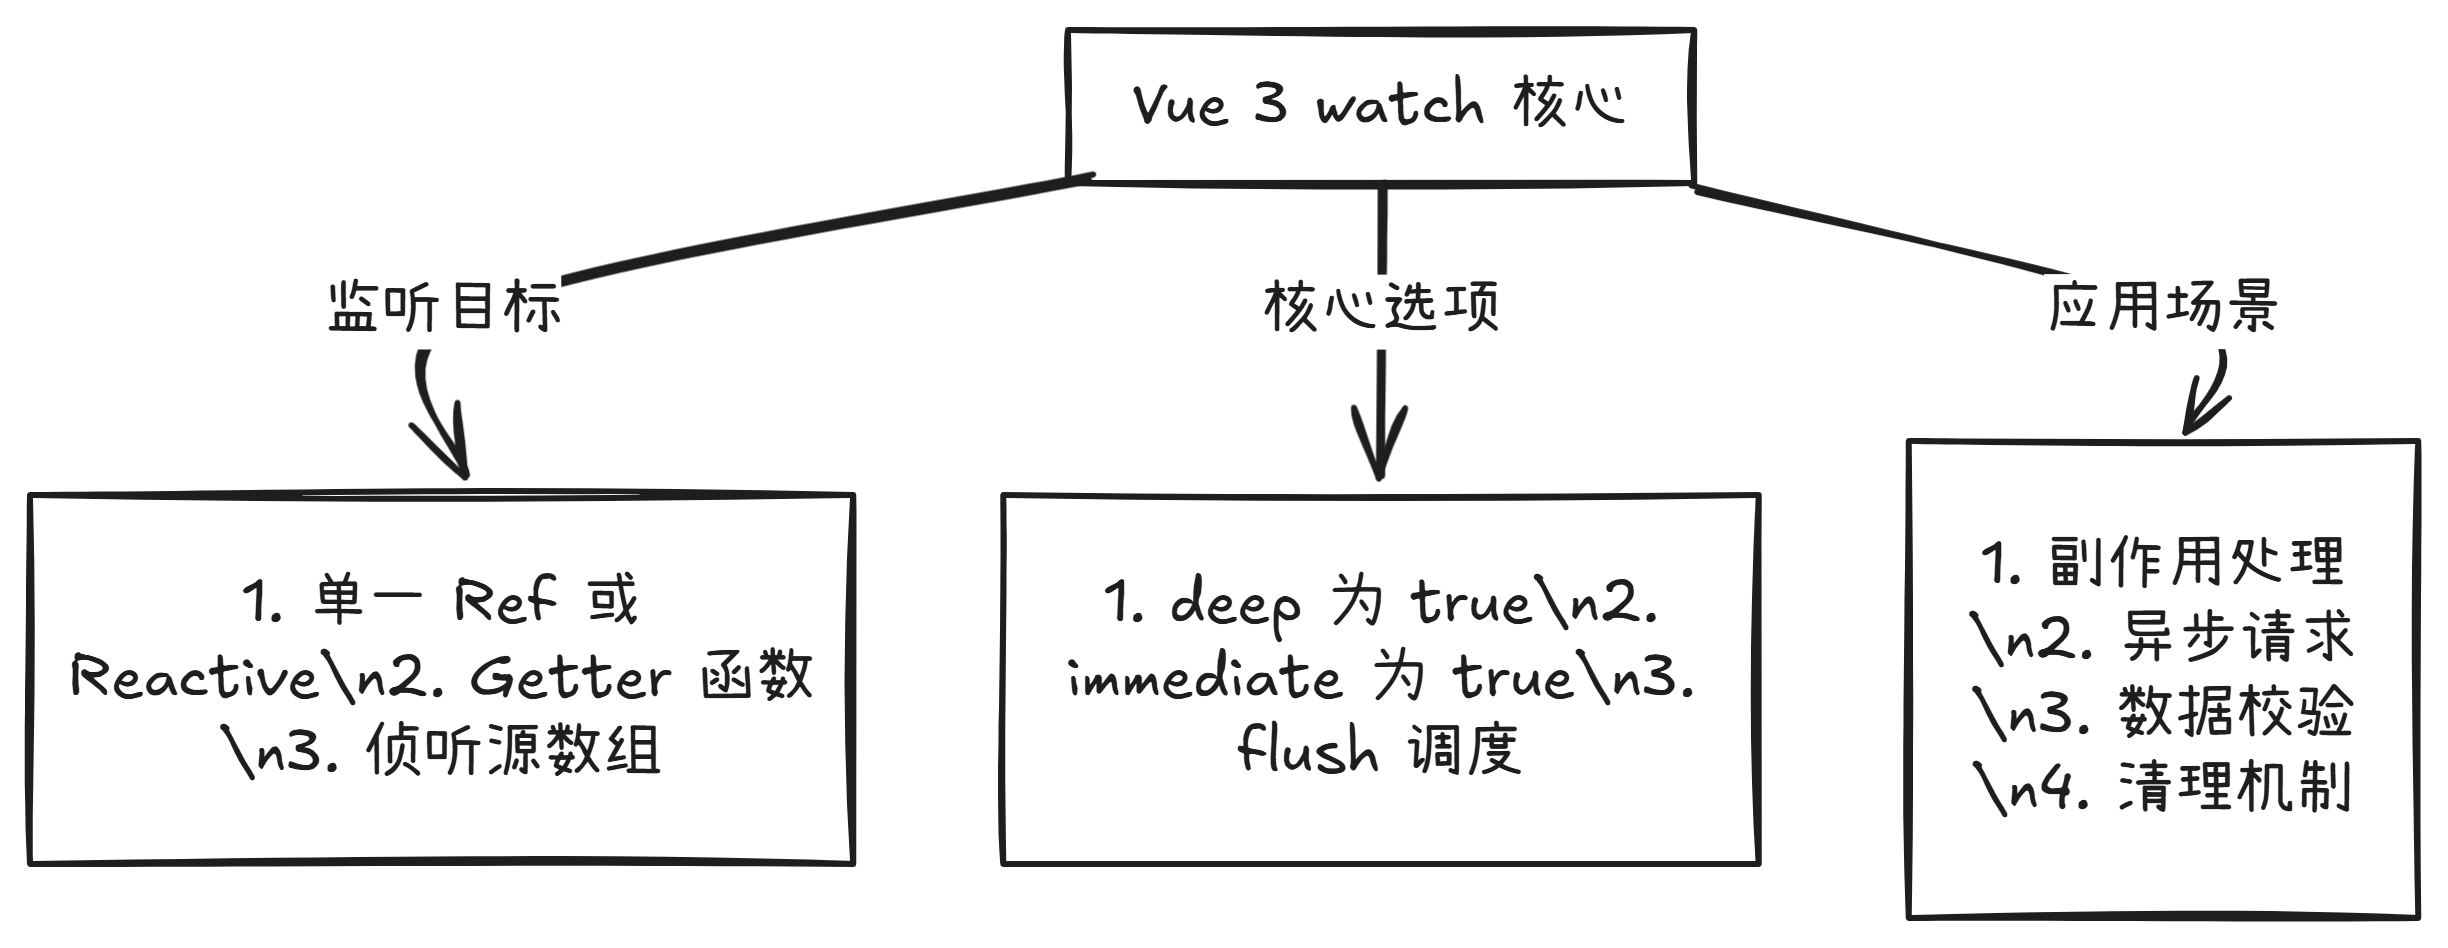 Vue 3 watch 核心
监听目标
核心选项
应用场景
1. 单一 Ref 或
Reactive\n2. Getter 函数
\n3. 侦听源数组
1. deep 为 true\n2.
immediate 为 true\n3.
flush 调度
1. 副作用处理
\n2. 异步请求
\n3. 数据校验
\n4. 清理机制